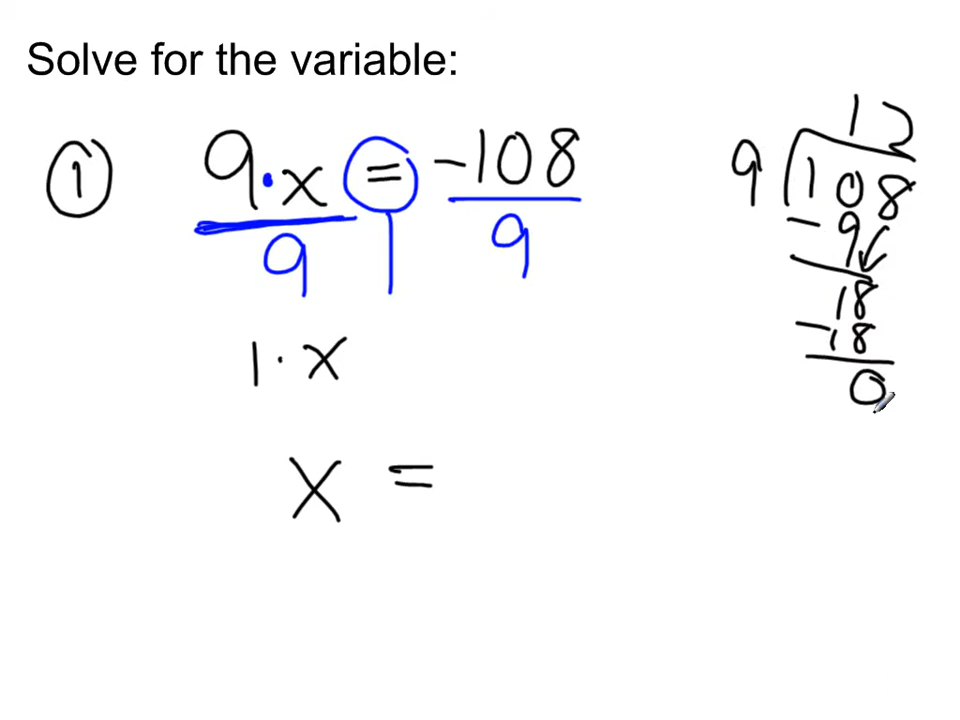 Solve for the variable:
① 9·x = -108
9 9
1·x
x =
12
9 108
-9
18
-18
0